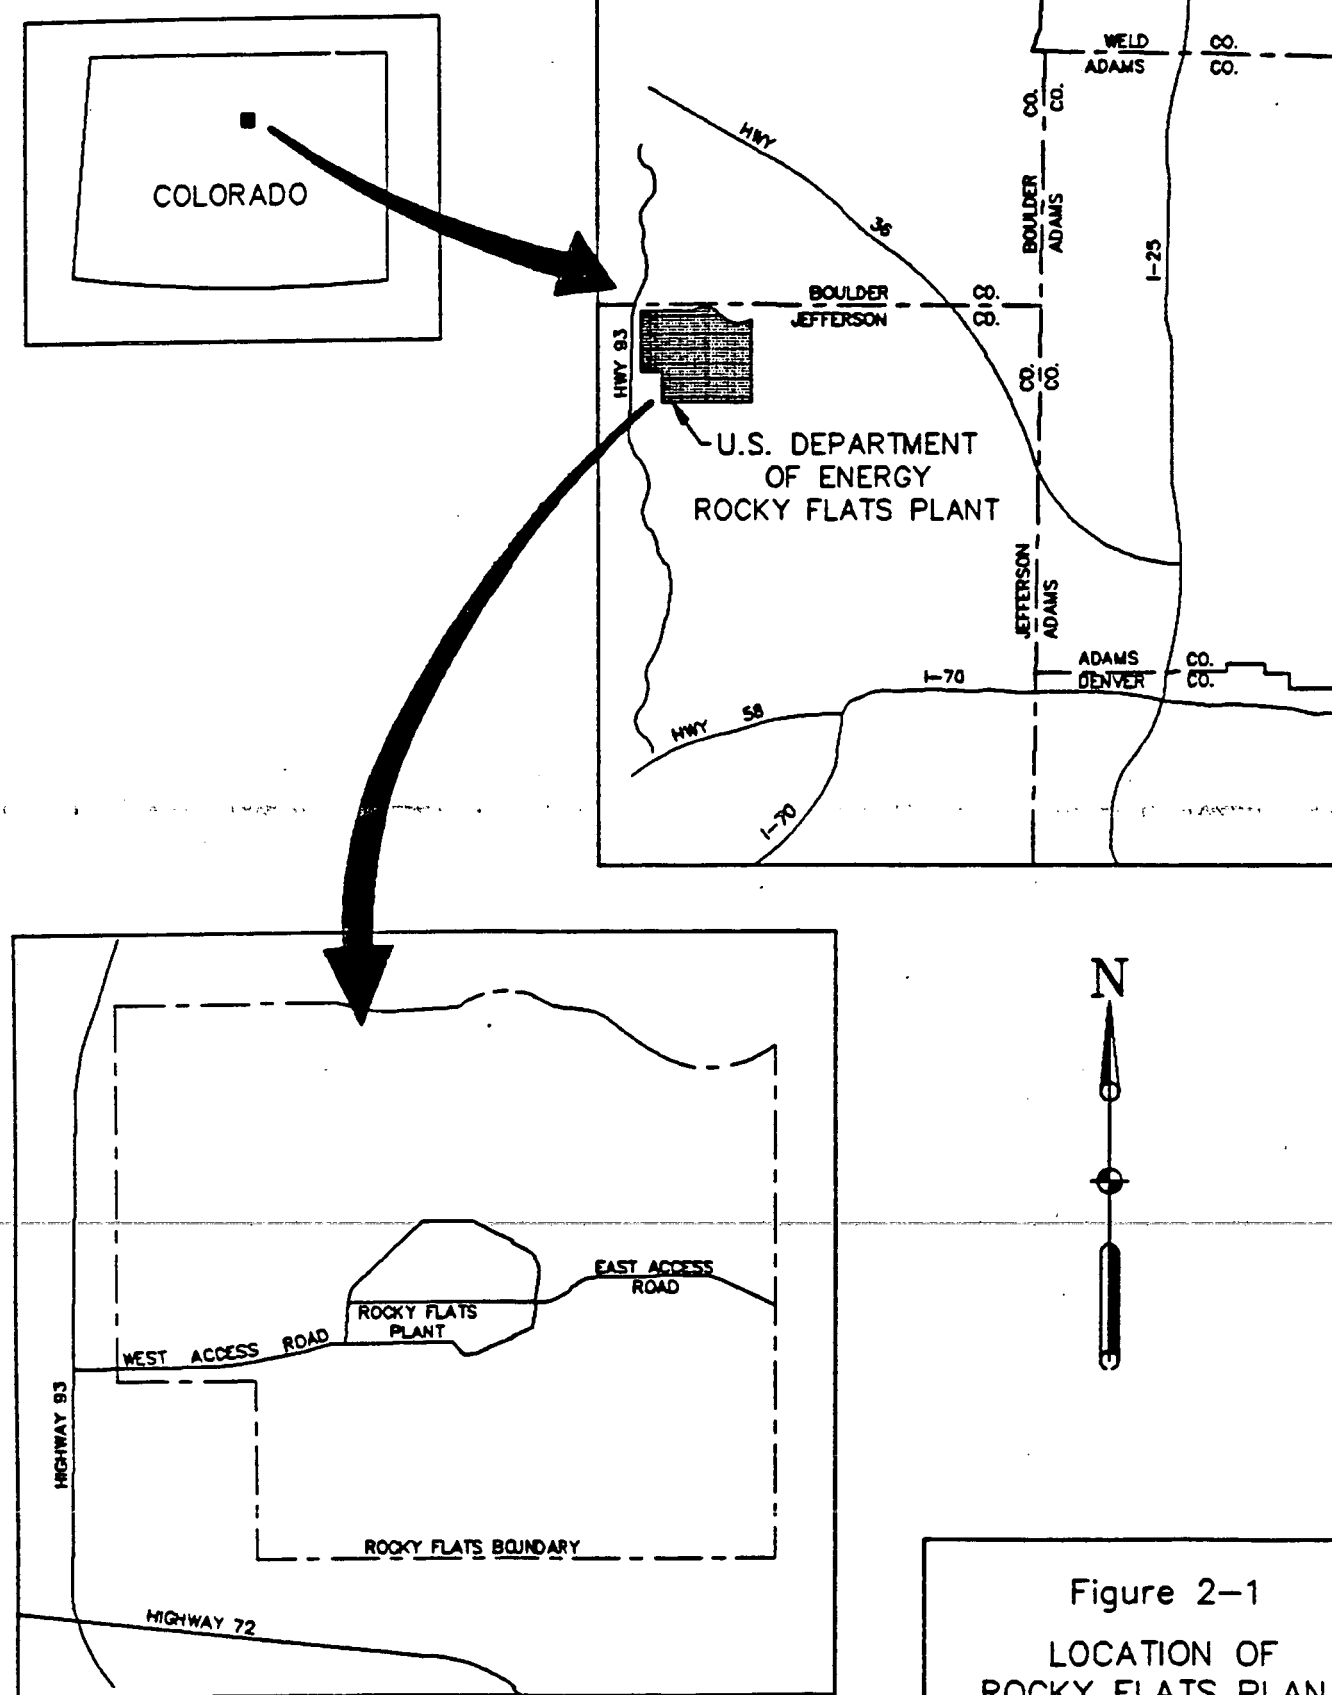 COLORADO
WELD CO.
ADAMS CO.
CO.
CO.
BOULDER
ADAMS
HWY
36
I-25
BOULDER CO.
JEFFERSON CO.
HWY 93
CO.
CO.
U.S. DEPARTMENT
OF ENERGY
ROCKY FLATS PLANT
JEFFERSON
ADAMS
ADAMS CO.
DENVER CO.
I-70
HWY 58
I-70
N
EAST ACCESS
ROAD
ROCKY FLATS
PLANT
WEST ACCESS ROAD
HIGHWAY 93
ROCKY FLATS BOUNDARY
HIGHWAY 72
Figure 2-1
LOCATION OF
ROCKY FLATS PLAN